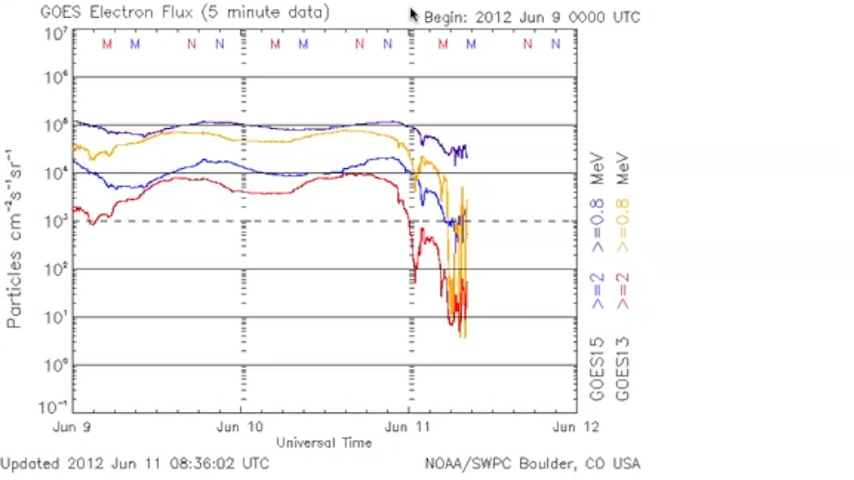 GOES Electron Flux (5 minute data)
Begin: 2012 Jun 9 0000 UTC
M M N N M M N N M M N N
10⁷
10⁶
10⁵
10⁴
10³
10²
10¹
10⁰
10⁻¹
Particles cm⁻²s⁻¹sr⁻¹
Jun 9 Jun 10 Jun 11 Jun 12
Universal Time
GOES15 >=2 >=0.8 MeV
GOES13 >=2 >=0.8 MeV
Updated 2012 Jun 11 08:36:02 UTC
NOAA/SWPC Boulder, CO USA